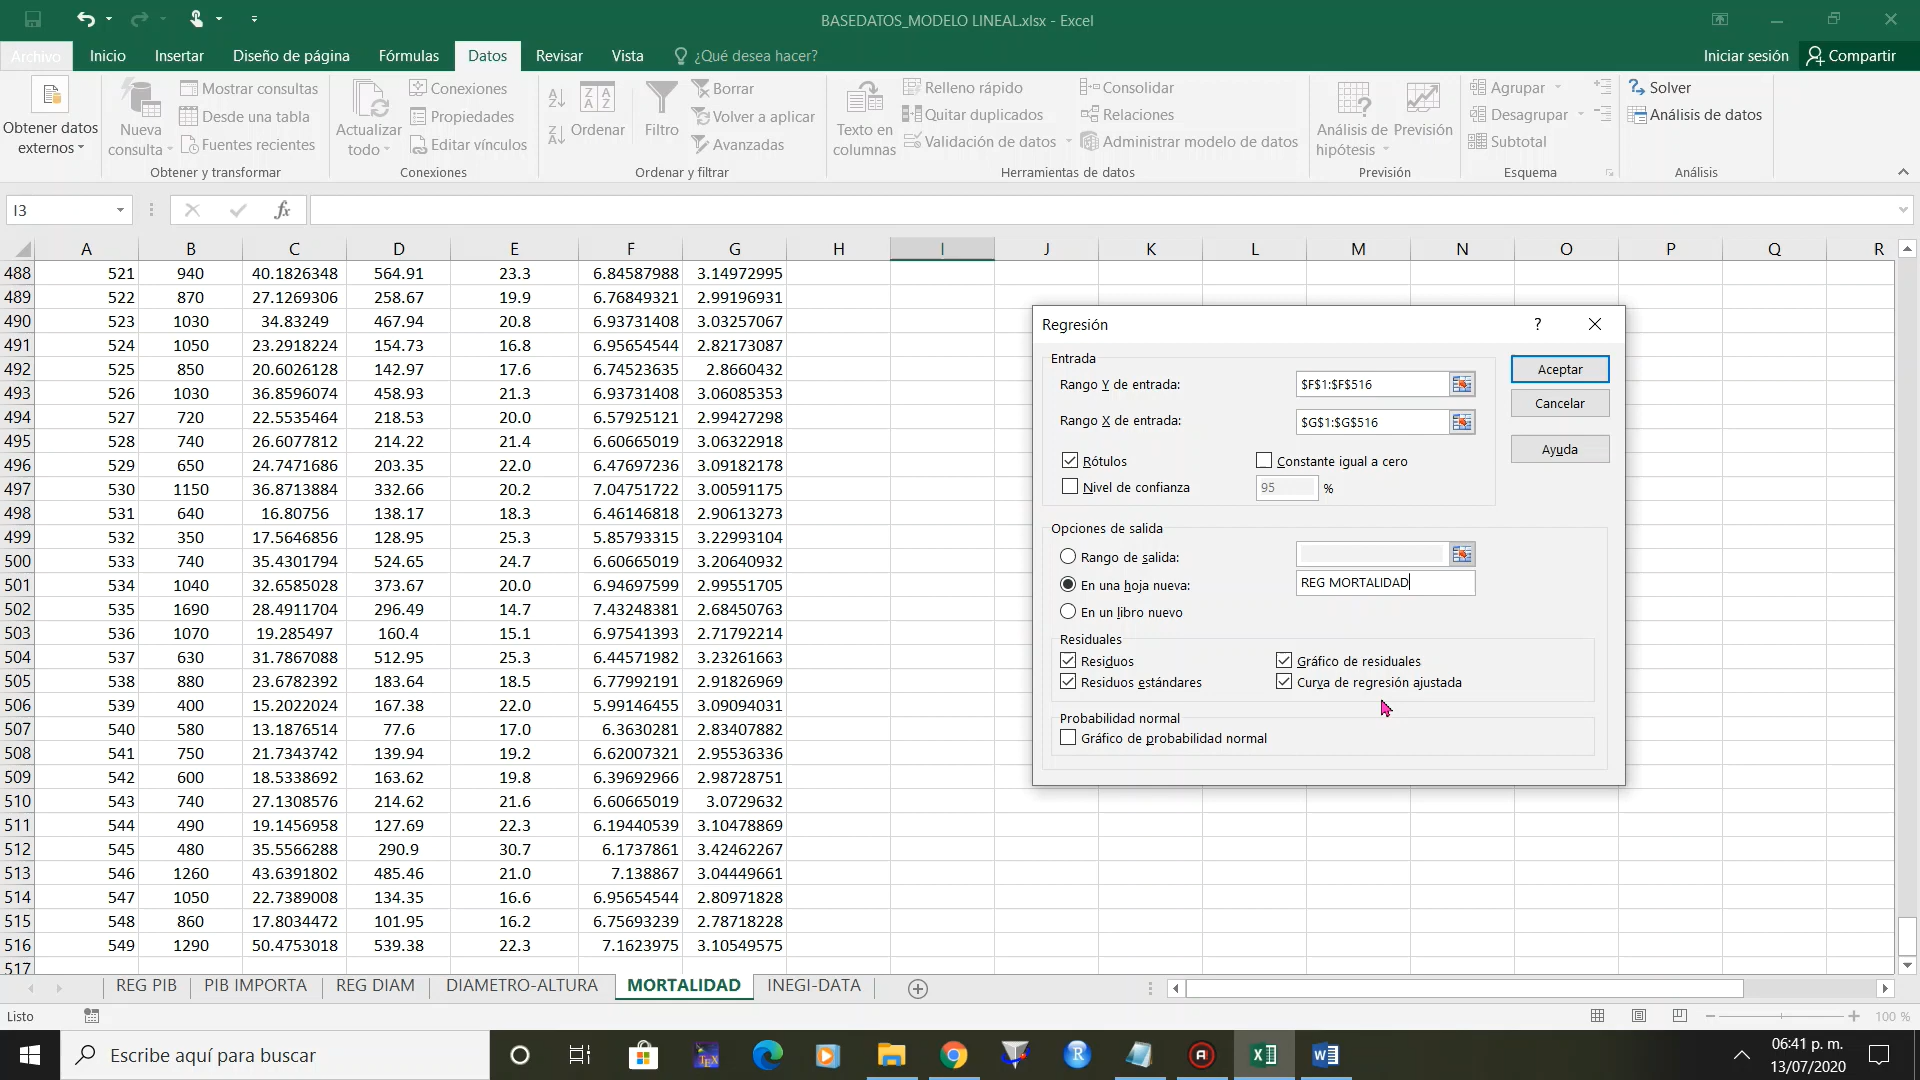 BASEDATOS_MODELO LINEAL.xlsx - Excel
Archivo Inicio Insertar Diseño de página Fórmulas Datos Revisar Vista ¿Qué desea hacer? Iniciar sesión Compartir
Obtener datos externos
Nueva consulta
Mostrar consultas
Desde una tabla
Fuentes recientes
Obtener y transformar
Actualizar todo
Conexiones
Propiedades
Editar vínculos
Conexiones
Ordenar
Filtro
Borrar
Volver a aplicar
Avanzadas
Ordenar y filtrar
Texto en columnas
Relleno rápido
Quitar duplicados
Validación de datos
Consolidar
Relaciones
Administrar modelo de datos
Herramientas de datos
Análisis de hipótesis
Previsión
Previsión
Agrupar
Desagrupar
Subtotal
Esquema
Solver
Análisis de datos
Análisis
I3 fx
A B C D E F G H I J K L M N O P Q R
488 521 940 40.1826348 564.91 23.3 6.84587988 3.14972995
489 522 870 27.1269306 258.67 19.9 6.76849321 2.99196931
490 523 1030 34.83249 467.94 20.8 6.93731408 3.03257067
491 524 1050 23.2918224 154.73 16.8 6.95654544 2.82173087
492 525 850 20.6026128 142.97 17.6 6.74523635 2.8660432
493 526 1030 36.8596074 458.93 21.3 6.93731408 3.06085353
494 527 720 22.5535464 218.53 20.0 6.57925121 2.99427298
495 528 740 26.6077812 214.22 21.4 6.60665019 3.06322918
496 529 650 24.7471686 203.35 22.0 6.47697236 3.09182178
497 530 1150 36.8713884 332.66 20.2 7.04751722 3.00591175
498 531 640 16.80756 138.17 18.3 6.46146818 2.90613273
499 532 350 17.5646856 128.95 25.3 5.85793315 3.22993104
500 533 740 35.4301794 524.65 24.7 6.60665019 3.20640932
501 534 1040 32.6585028 373.67 20.0 6.94697599 2.99551705
502 535 1690 28.4911704 296.49 14.7 7.43248381 2.68450763
503 536 1070 19.285497 160.4 15.1 6.97541393 2.71792214
504 537 630 31.7867088 512.95 25.3 6.44571982 3.23261663
505 538 880 23.6782392 183.64 18.5 6.77992191 2.91826969
506 539 400 15.2022024 167.38 22.0 5.99146455 3.09094031
507 540 580 13.1876514 77.6 17.0 6.3630281 2.83407882
508 541 750 21.7343742 139.94 19.2 6.62007321 2.95536336
509 542 600 18.5338692 163.62 19.8 6.39692966 2.98728751
510 543 740 27.1308576 214.62 21.6 6.60665019 3.0729632
511 544 490 19.1456958 127.69 22.3 6.19440539 3.10478869
512 545 480 35.5566288 290.9 30.7 6.1737861 3.42462267
513 546 1260 43.6391802 485.46 21.0 7.138867 3.04449661
514 547 1050 22.7389008 134.35 16.6 6.95654544 2.80971828
515 548 860 17.8034472 101.95 16.2 6.75693239 2.78718228
516 549 1290 50.4753018 539.38 22.3 7.1623975 3.10549575
517
Regresión ?
Entrada
Rango Y de entrada: $F$1:$F$516
Rango X de entrada: $G$1:$G$516
Rótulos Constante igual a cero
Nivel de confianza 95 %
Aceptar
Cancelar
Ayuda
Opciones de salida
Rango de salida:
En una hoja nueva: REG MORTALIDAD
En un libro nuevo
Residuales
Residuos Gráfico de residuales
Residuos estándares Curva de regresión ajustada
Probabilidad normal
Gráfico de probabilidad normal
REG PIB PIB IMPORTA REG DIAM DIAMETRO-ALTURA MORTALIDAD INEGI-DATA
Listo 100 %
Escribe aquí para buscar
06:41 p. m.
13/07/2020